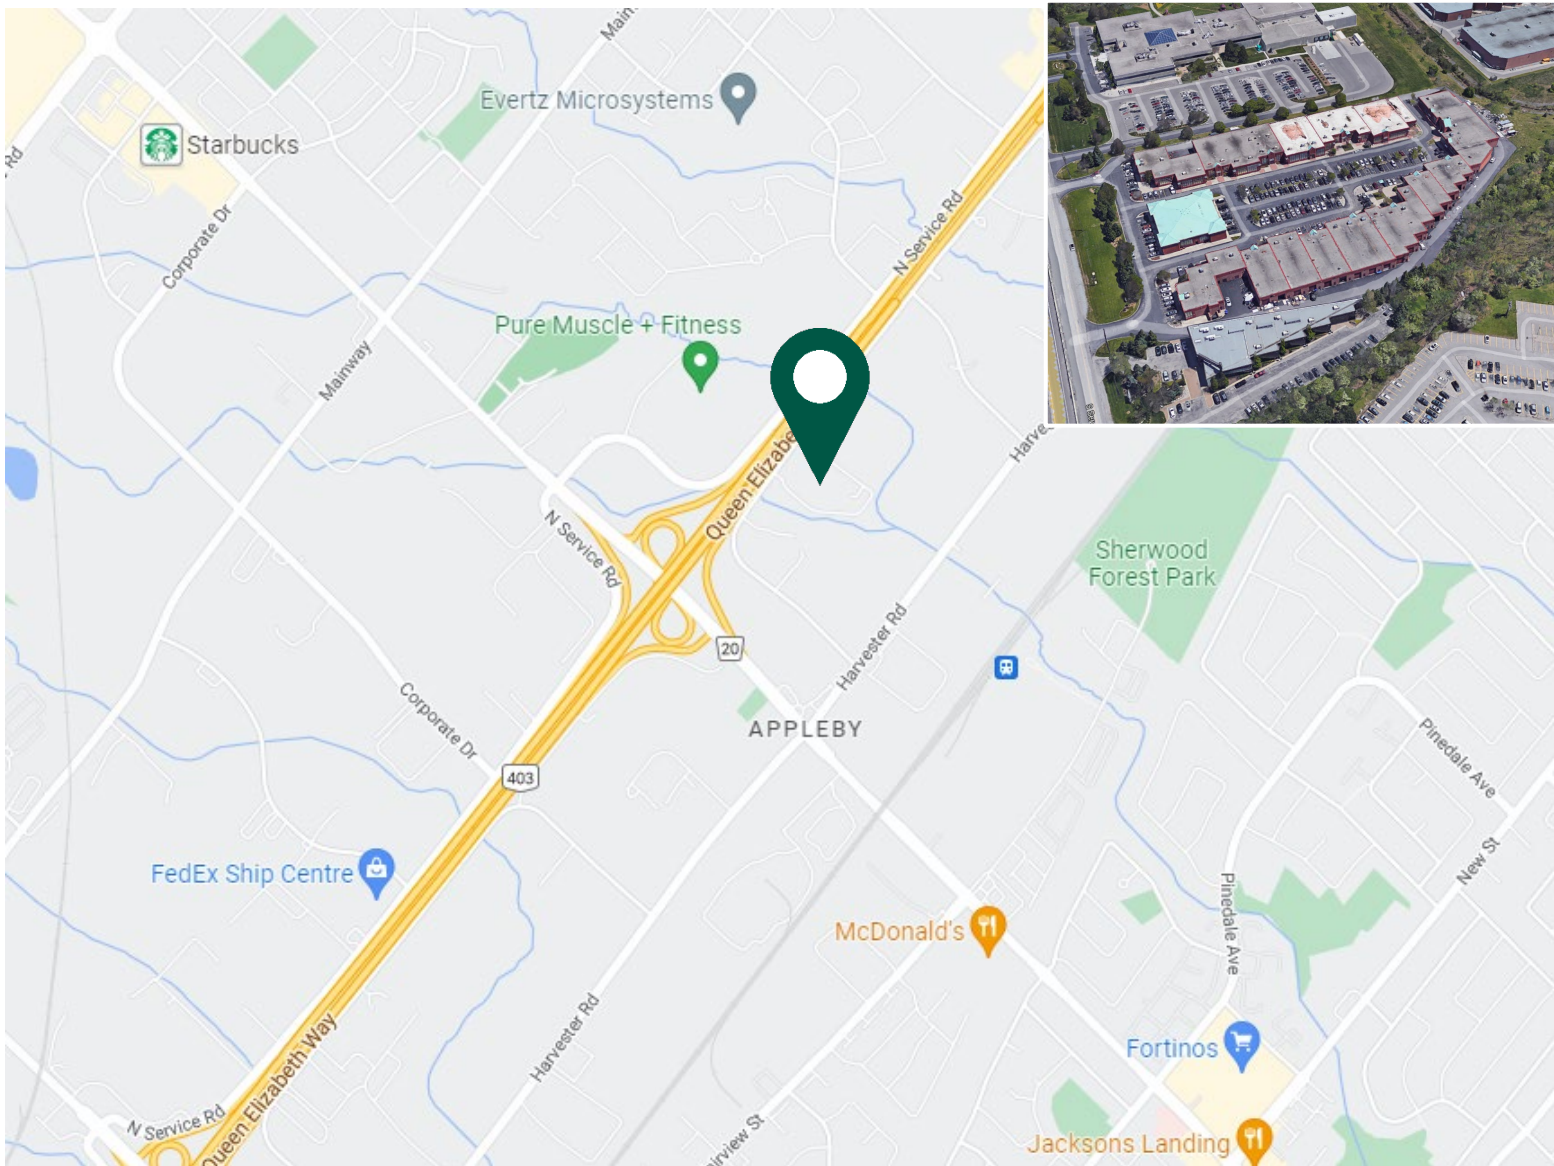 Main
Evertz Microsystems
Starbucks
Rd
Corporate Dr
N Service Rd
Pure Muscle + Fitness
Mainway
Queen Elizabe
Harve
N Service Rd
Sherwood
Forest Park
20
Harvester Rd
Corporate Dr
APPLEBY
403
Pinedale Ave
New St
FedEx Ship Centre
Pinedale Ave
McDonald's
Harvester Rd
Queen Elizabeth Way
Fortinos
N Service Rd
irview St
Jacksons Landing